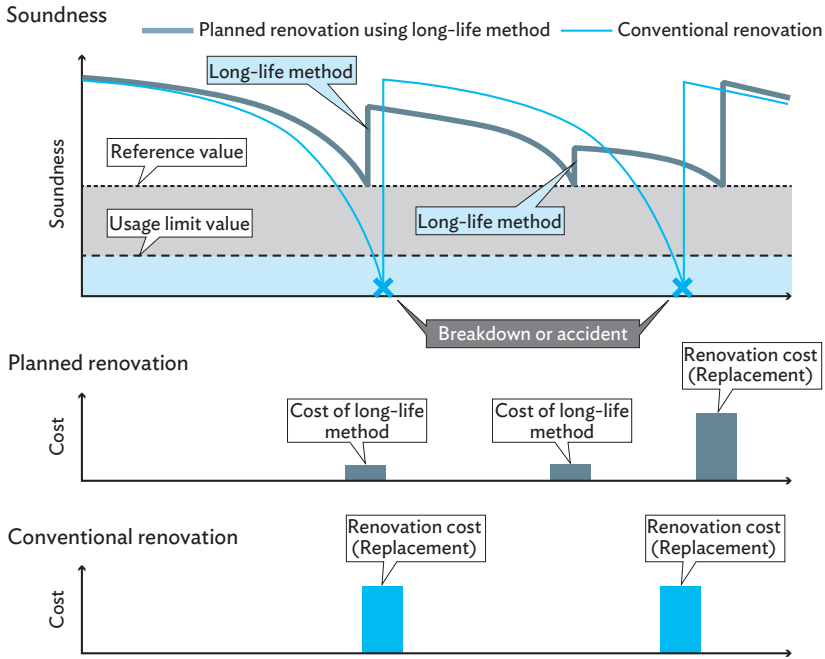 Soundness
Planned renovation using long-life method
Conventional renovation
Long-life method
Reference value
Usage limit value
Long-life method
Soundness
Breakdown or accident
Planned renovation
Renovation cost
(Replacement)
Cost of long-life
method
Cost of long-life
method
Cost
Conventional renovation
Renovation cost
(Replacement)
Renovation cost
(Replacement)
Cost